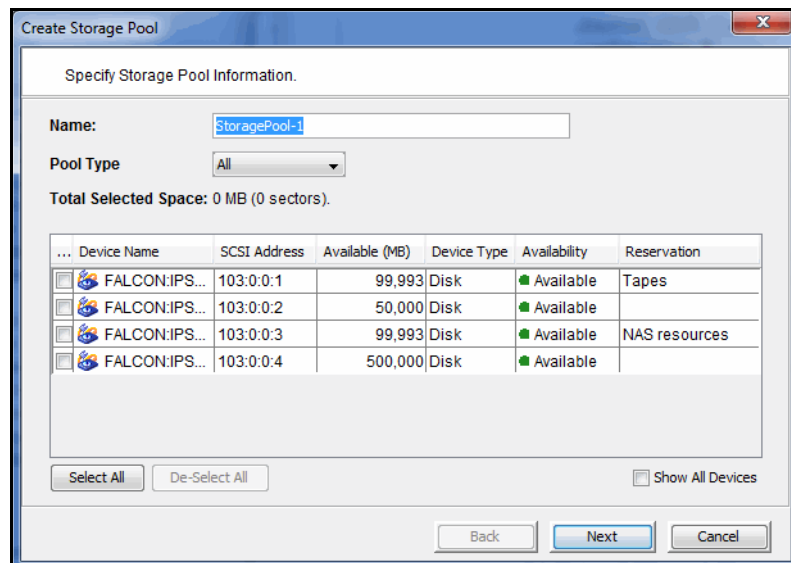 Create Storage Pool
Specify Storage Pool Information.
Name: StoragePool-1
Pool Type All
Total Selected Space: 0 MB (0 sectors).
... Device Name SCSI Address Available (MB) Device Type Availability Reservation
FALCON:IPS... 103:0:0:1 99,993 Disk Available Tapes
FALCON:IPS... 103:0:0:2 50,000 Disk Available
FALCON:IPS... 103:0:0:3 99,993 Disk Available NAS resources
FALCON:IPS... 103:0:0:4 500,000 Disk Available
Select All De-Select All Show All Devices
Back Next Cancel